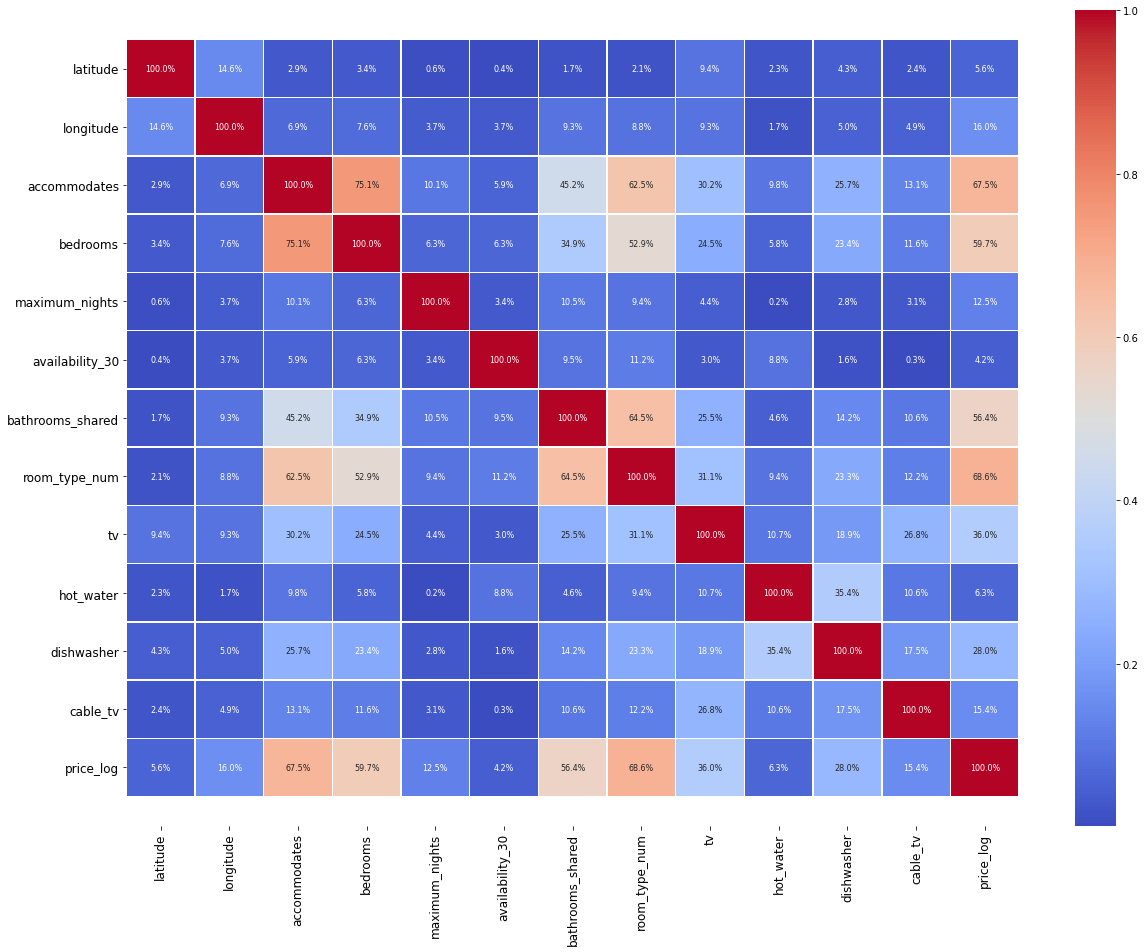 1.0
latitude 100.0% 14.6% 2.9% 3.4% 0.6% 0.4% 1.7% 2.1% 9.4% 2.3% 4.3% 2.4% 5.6%
longitude 14.6% 100.0% 6.9% 7.6% 3.7% 3.7% 9.3% 8.8% 9.3% 1.7% 5.0% 4.9% 16.0%
0.8
accommodates 2.9% 6.9% 100.0% 75.1% 10.1% 5.9% 45.2% 62.5% 30.2% 9.8% 25.7% 13.1% 67.5%
bedrooms 3.4% 7.6% 75.1% 100.0% 6.3% 6.3% 34.9% 52.9% 24.5% 5.8% 23.4% 11.6% 59.7%
maximum_nights 0.6% 3.7% 10.1% 6.3% 100.0% 3.4% 10.5% 9.4% 4.4% 0.2% 2.8% 3.1% 12.5%
0.6
availability_30 0.4% 3.7% 5.9% 6.3% 3.4% 100.0% 9.5% 11.2% 3.0% 8.8% 1.6% 0.3% 4.2%
bathrooms_shared 1.7% 9.3% 45.2% 34.9% 10.5% 9.5% 100.0% 64.5% 25.5% 4.6% 14.2% 10.6% 56.4%
room_type_num 2.1% 8.8% 62.5% 52.9% 9.4% 11.2% 64.5% 100.0% 31.1% 9.4% 23.3% 12.2% 68.6%
0.4
tv 9.4% 9.3% 30.2% 24.5% 4.4% 3.0% 25.5% 31.1% 100.0% 10.7% 18.9% 26.8% 36.0%
hot_water 2.3% 1.7% 9.8% 5.8% 0.2% 8.8% 4.6% 9.4% 10.7% 100.0% 35.4% 10.6% 6.3%
dishwasher 4.3% 5.0% 25.7% 23.4% 2.8% 1.6% 14.2% 23.3% 18.9% 35.4% 100.0% 17.5% 28.0%
0.2
cable_tv 2.4% 4.9% 13.1% 11.6% 3.1% 0.3% 10.6% 12.2% 26.8% 10.6% 17.5% 100.0% 15.4%
price_log 5.6% 16.0% 67.5% 59.7% 12.5% 4.2% 56.4% 68.6% 36.0% 6.3% 28.0% 15.4% 100.0%
latitude
longitude
accommodates
bedrooms
maximum_nights
availability_30
bathrooms_shared
room_type_num
tv
hot_water
dishwasher
cable_tv
price_log